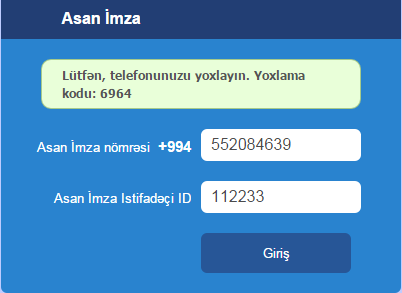 Asan İmza
Lütfən, telefonunuzu yoxlayın. Yoxlama
kodu: 6964
Asan İmza nömrəsi +994 552084639
Asan İmza Istifadəçi ID 112233
Giriş